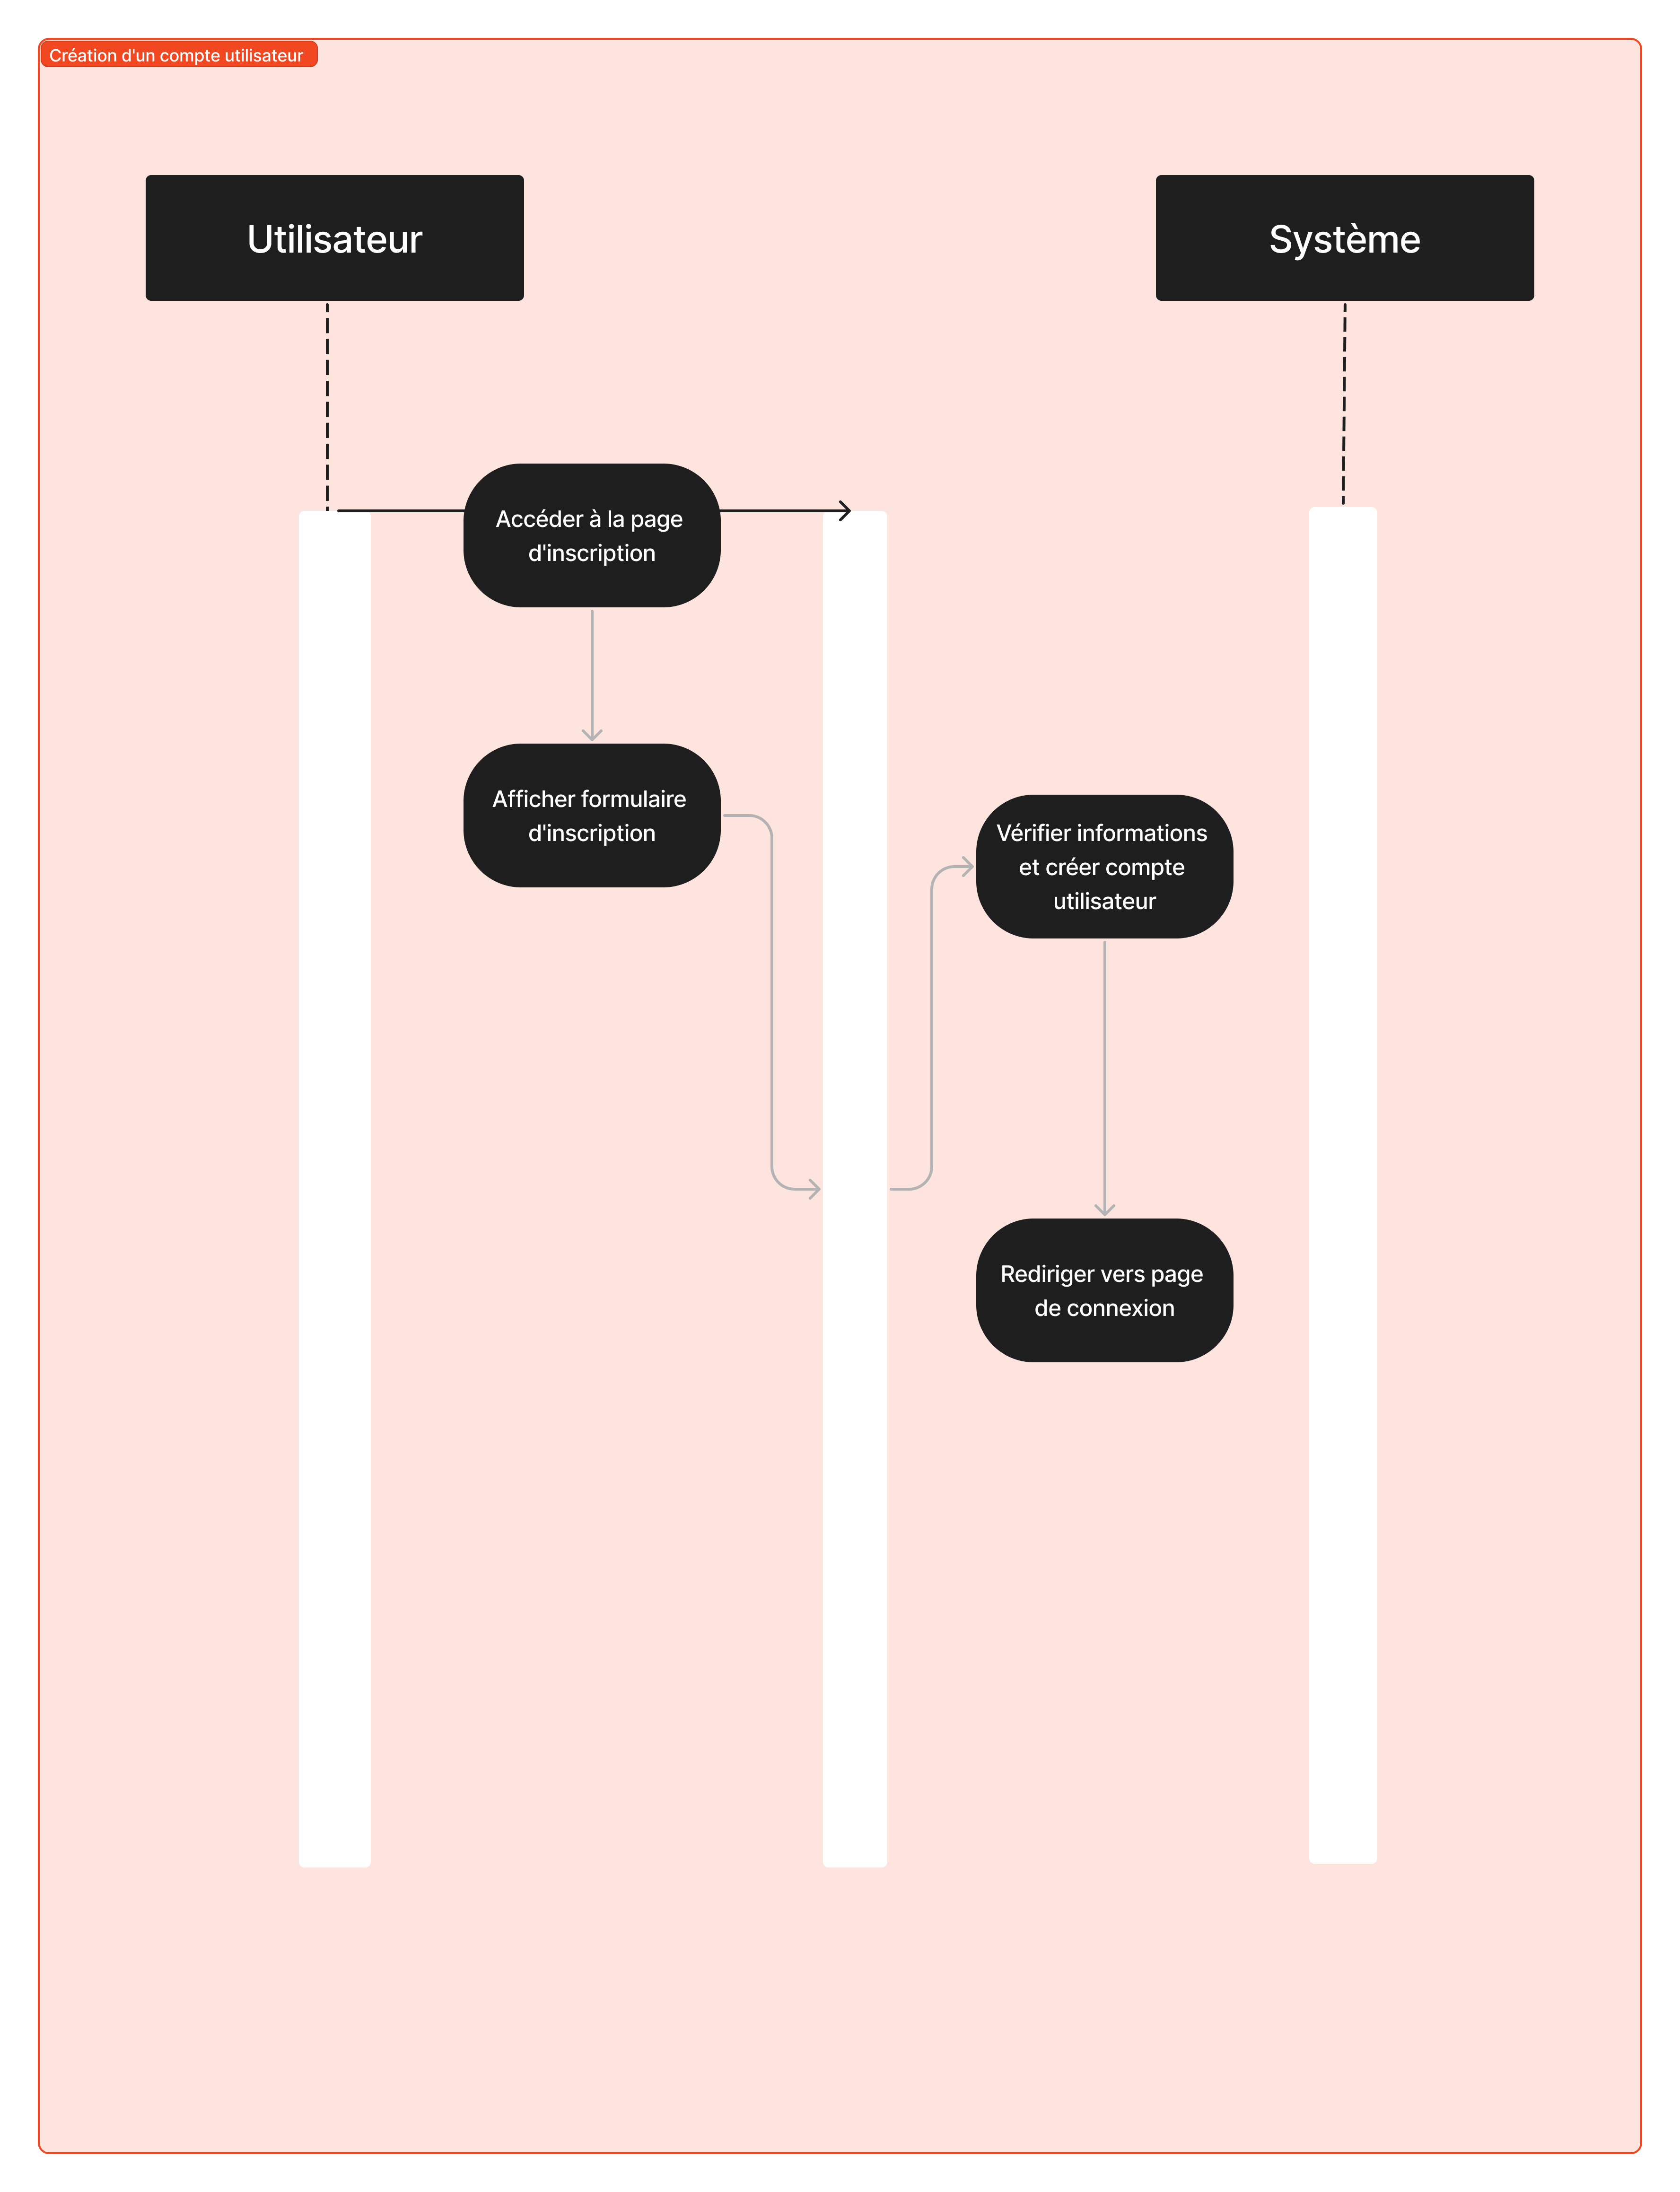 Création d'un compte utilisateur
Utilisateur
Système
Accéder à la page
d'inscription
Afficher formulaire
d'inscription
Vérifier informations
et créer compte
utilisateur
Rediriger vers page
de connexion